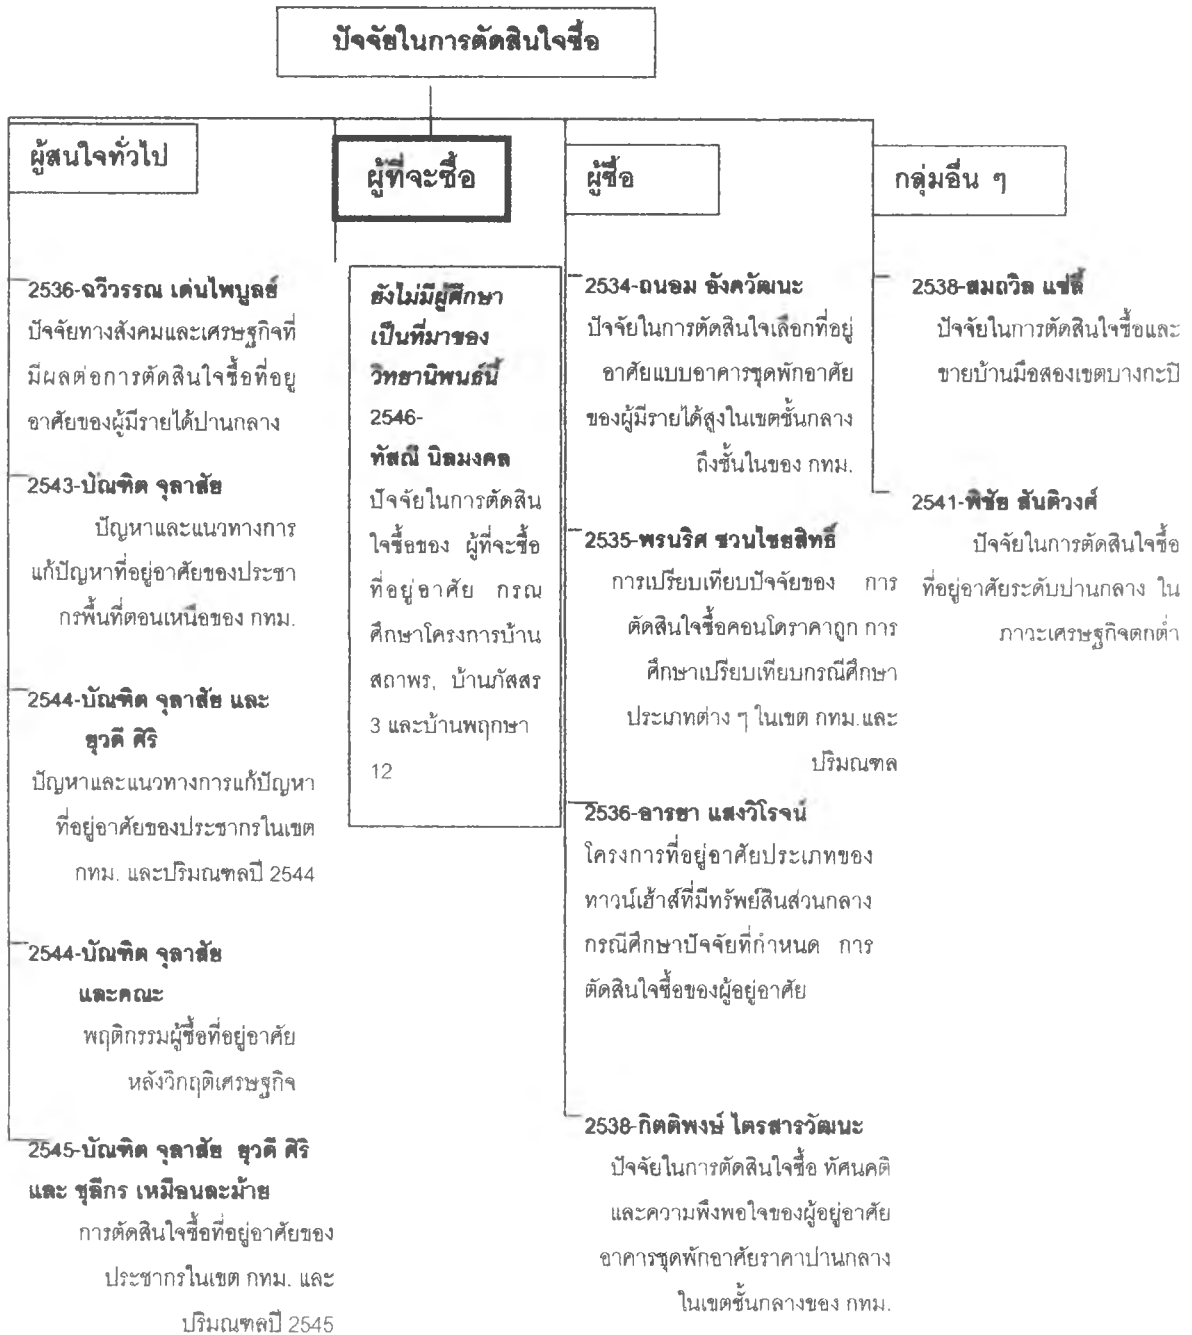 ปัจจัยในการตัดสินใจซื้อ
ผู้สนใจทั่วไป
2536-ฉวีวรรณ เด่นไพบูลย์
ปัจจัยทางสังคมและเศรษฐกิจที่
มีผลต่อการตัดสินใจซื้อที่อยู่
อาศัยของผู้มีรายได้ปานกลาง
2543-บัณฑิต จุลาสัย
ปัญหาและแนวทางการ
แก้ปัญหาที่อยู่อาศัยของประชา
กรพื้นที่ตอนเหนือของ กทม.
2544-บัณฑิต จุลาสัย และ
ยุวดี ศิริ
ปัญหาและแนวทางการแก้ปัญหา
ที่อยู่อาศัยของประชากรในเขต
กทม. และปริมณฑลปี 2544
2544-บัณฑิต จุลาสัย
และคณะ
พฤติกรรมผู้ซื้อที่อยู่อาศัย
หลังวิกฤติเศรษฐกิจ
2545-บัณฑิต จุลาสัย ยุวดี ศิริ
และ ชุลีกร เหมือนละม้าย
การตัดสินใจซื้อที่อยู่อาศัยของ
ประชากรในเขต กทม. และ
ปริมณฑลปี 2545
ผู้ที่จะซื้อ
ยังไม่มีผู้ศึกษา
เป็นที่มาของ
วิทยานิพนธ์นี้
2546-
ทัสณี นิลมงคล
ปัจจัยในการตัดสิน
ใจซื้อของ ผู้ที่จะซื้อ
ที่อยู่อาศัย กรณ
ศึกษาโครงการบ้าน
สถาพร, บ้านภัสสร
3 และบ้านพฤกษา
12
ผู้ซื้อ
2534-ถนอม อังควัฒนะ
ปัจจัยในการตัดสินใจเลือกที่อยู่
อาศัยแบบอาคารชุดพักอาศัย
ของผู้มีรายได้สูงในเขตชั้นกลาง
ถึงชั้นในของ กทม.
2535-พรนริศ ชวนไชยสิทธิ์
การเปรียบเทียบปัจจัยของ การ
ตัดสินใจซื้อคอนโดราคาถูก การ
ศึกษาเปรียบเทียบกรณีศึกษา
ประเภทต่าง ๆ ในเขต กทม.และ
ปริมณฑล
2536-อารยา แสงวิโรจน์
โครงการที่อยู่อาศัยประเภทของ
ทาวน์เฮ้าส์ที่มีทรัพย์สินส่วนกลาง
กรณีศึกษาปัจจัยที่กำหนด การ
ตัดสินใจซื้อของผู้อยู่อาศัย
2538-กิตติพงษ์ ไตรสารวัฒนะ
ปัจจัยในการตัดสินใจซื้อ ทัศนคติ
และความพึงพอใจของผู้อยู่อาศัย
อาคารชุดพักอาศัยราคาปานกลาง
ในเขตชั้นกลางของ กทม.
กลุ่มอื่น ๆ
2538-สมถวิล แซ่ลี้
ปัจจัยในการตัดสินใจซื้อและ
ขายบ้านมือสองเขตบางกะปิ
2541-พิชัย สันติวงศ์
ปัจจัยในการตัดสินใจซื้อ
ที่อยู่อาศัยระดับปานกลาง ใน
ภาวะเศรษฐกิจตกต่ำ